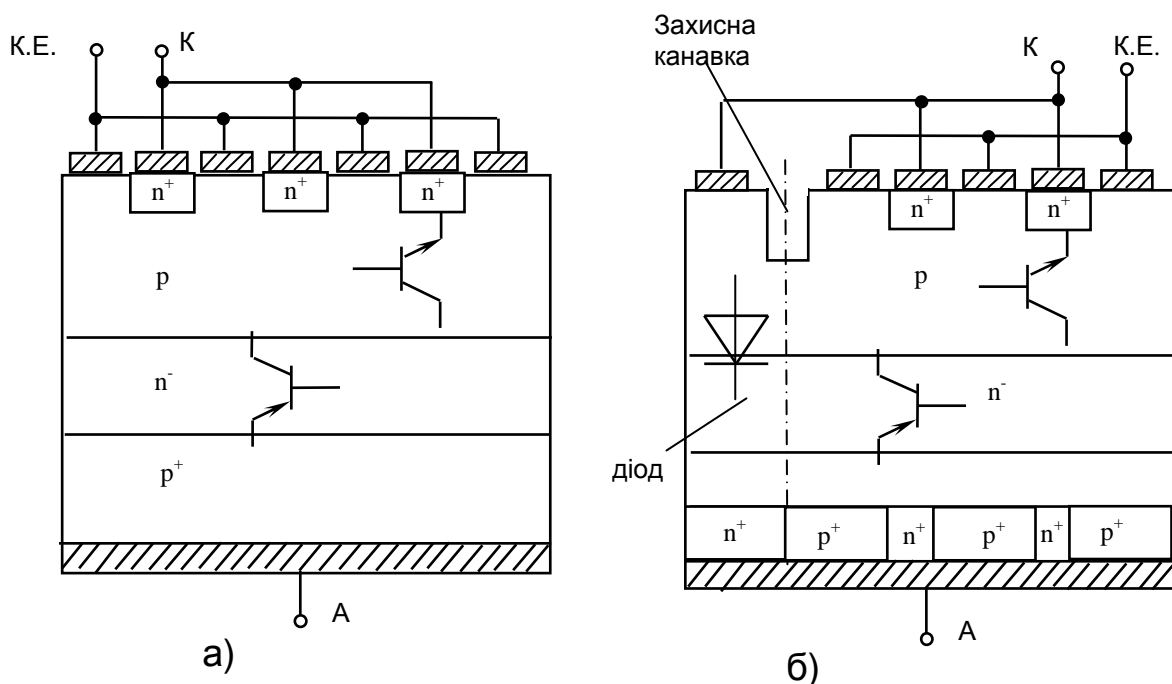 К.Е.
К
n⁺
n⁺
n⁺
p
n⁻
p⁺
А
а)
Захисна
канавка
К
К.Е.
n⁺
n⁺
p
n⁻
діод
n⁺
p⁺
n⁺
p⁺
n⁺
p⁺
А
б)